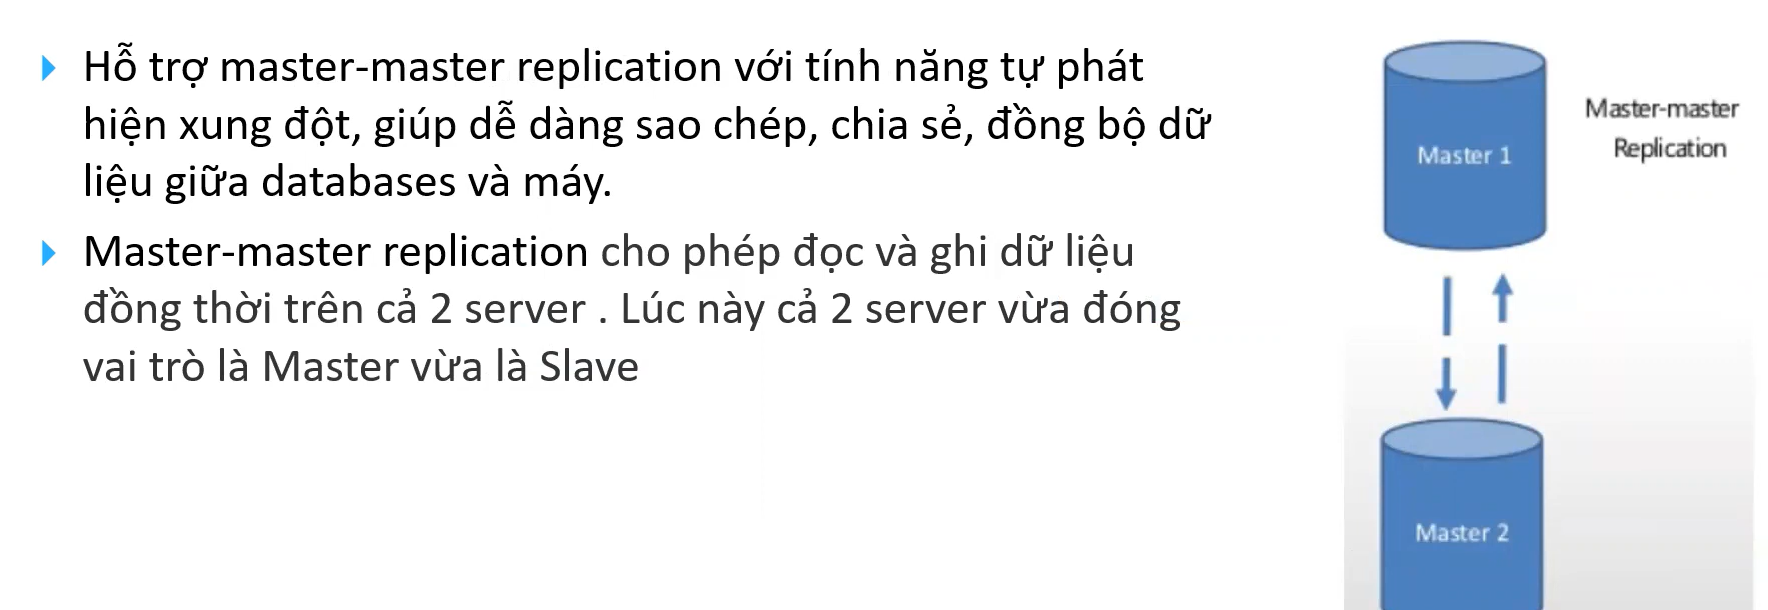 Hỗ trợ master-master replication với tính năng tự phát
hiện xung đột, giúp dễ dàng sao chép, chia sẻ, đồng bộ dữ
liệu giữa databases và máy.
Master-master replication cho phép đọc và ghi dữ liệu
đồng thời trên cả 2 server . Lúc này cả 2 server vừa đóng
vai trò là Master vừa là Slave
Master 1
Master-master
Replication
Master 2